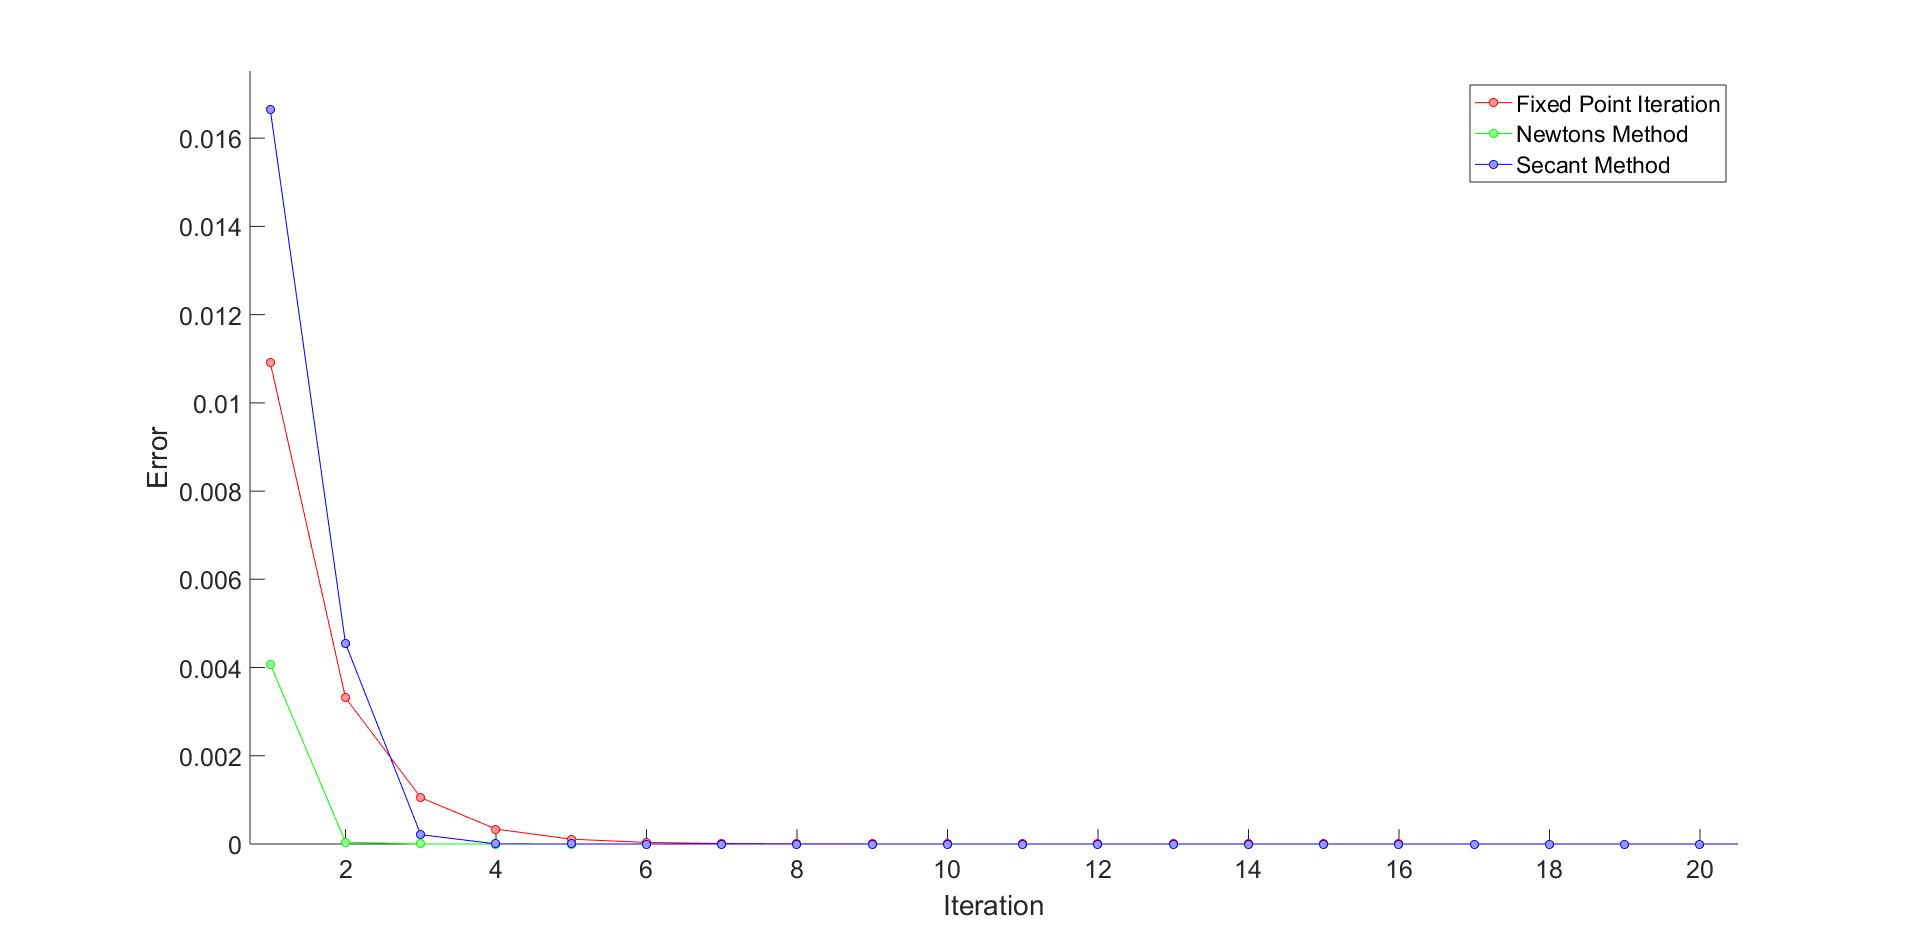 Fixed Point Iteration
Newtons Method
Secant Method
0.016
0.014
0.012
0.01
0.008
0.006
0.004
0.002
0
Error
2 4 6 8 10 12 14 16 18 20
Iteration